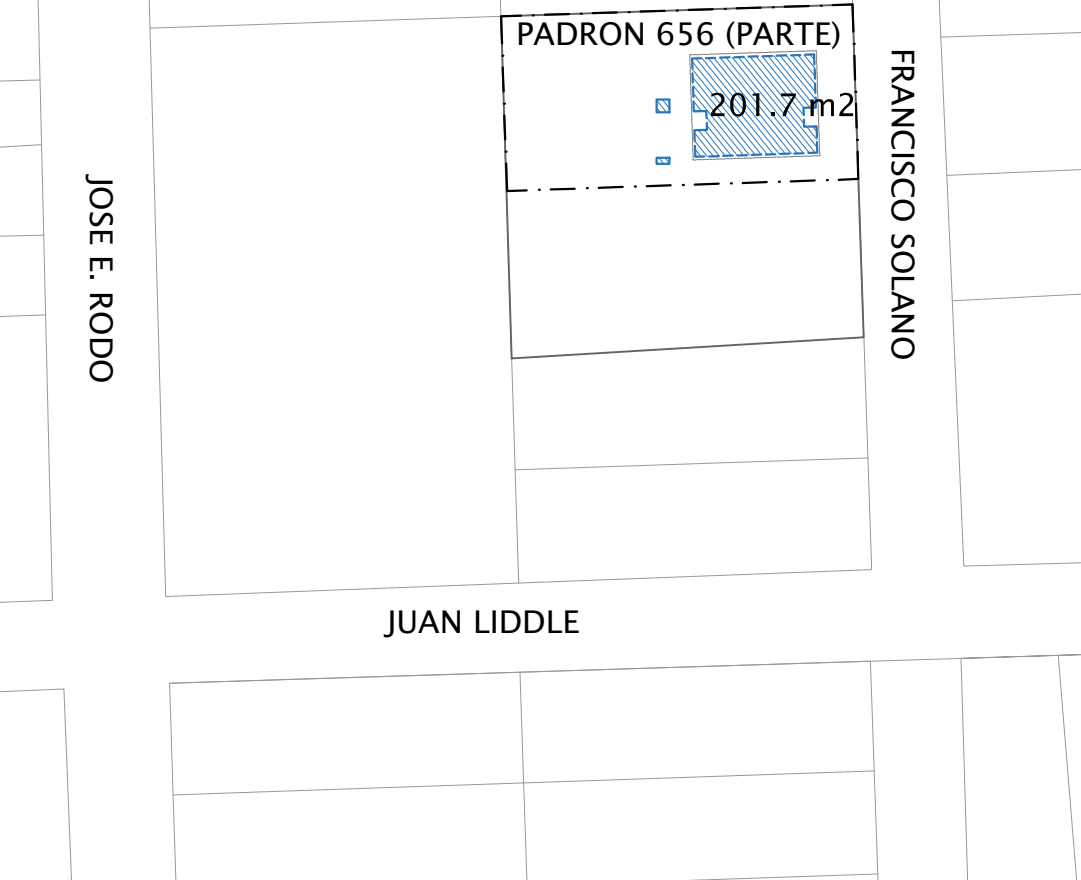 PADRON 656 (PARTE)
201.7 m2
FRANCISCO SOLANO
JOSE E. RODO
JUAN LIDDLE